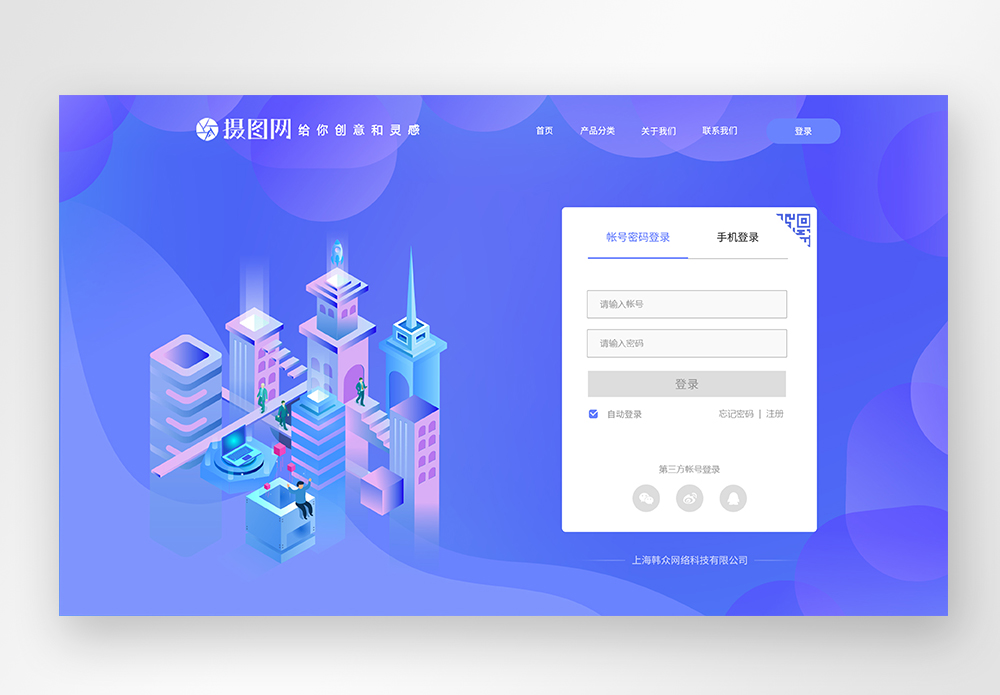 摄图网 给你创意和灵感
首页 产品分类 关于我们 联系我们 登录
帐号密码登录 手机登录
请输入帐号
请输入密码
登录
自动登录 忘记密码 | 注册
第三方帐号登录
上海韩众网络科技有限公司